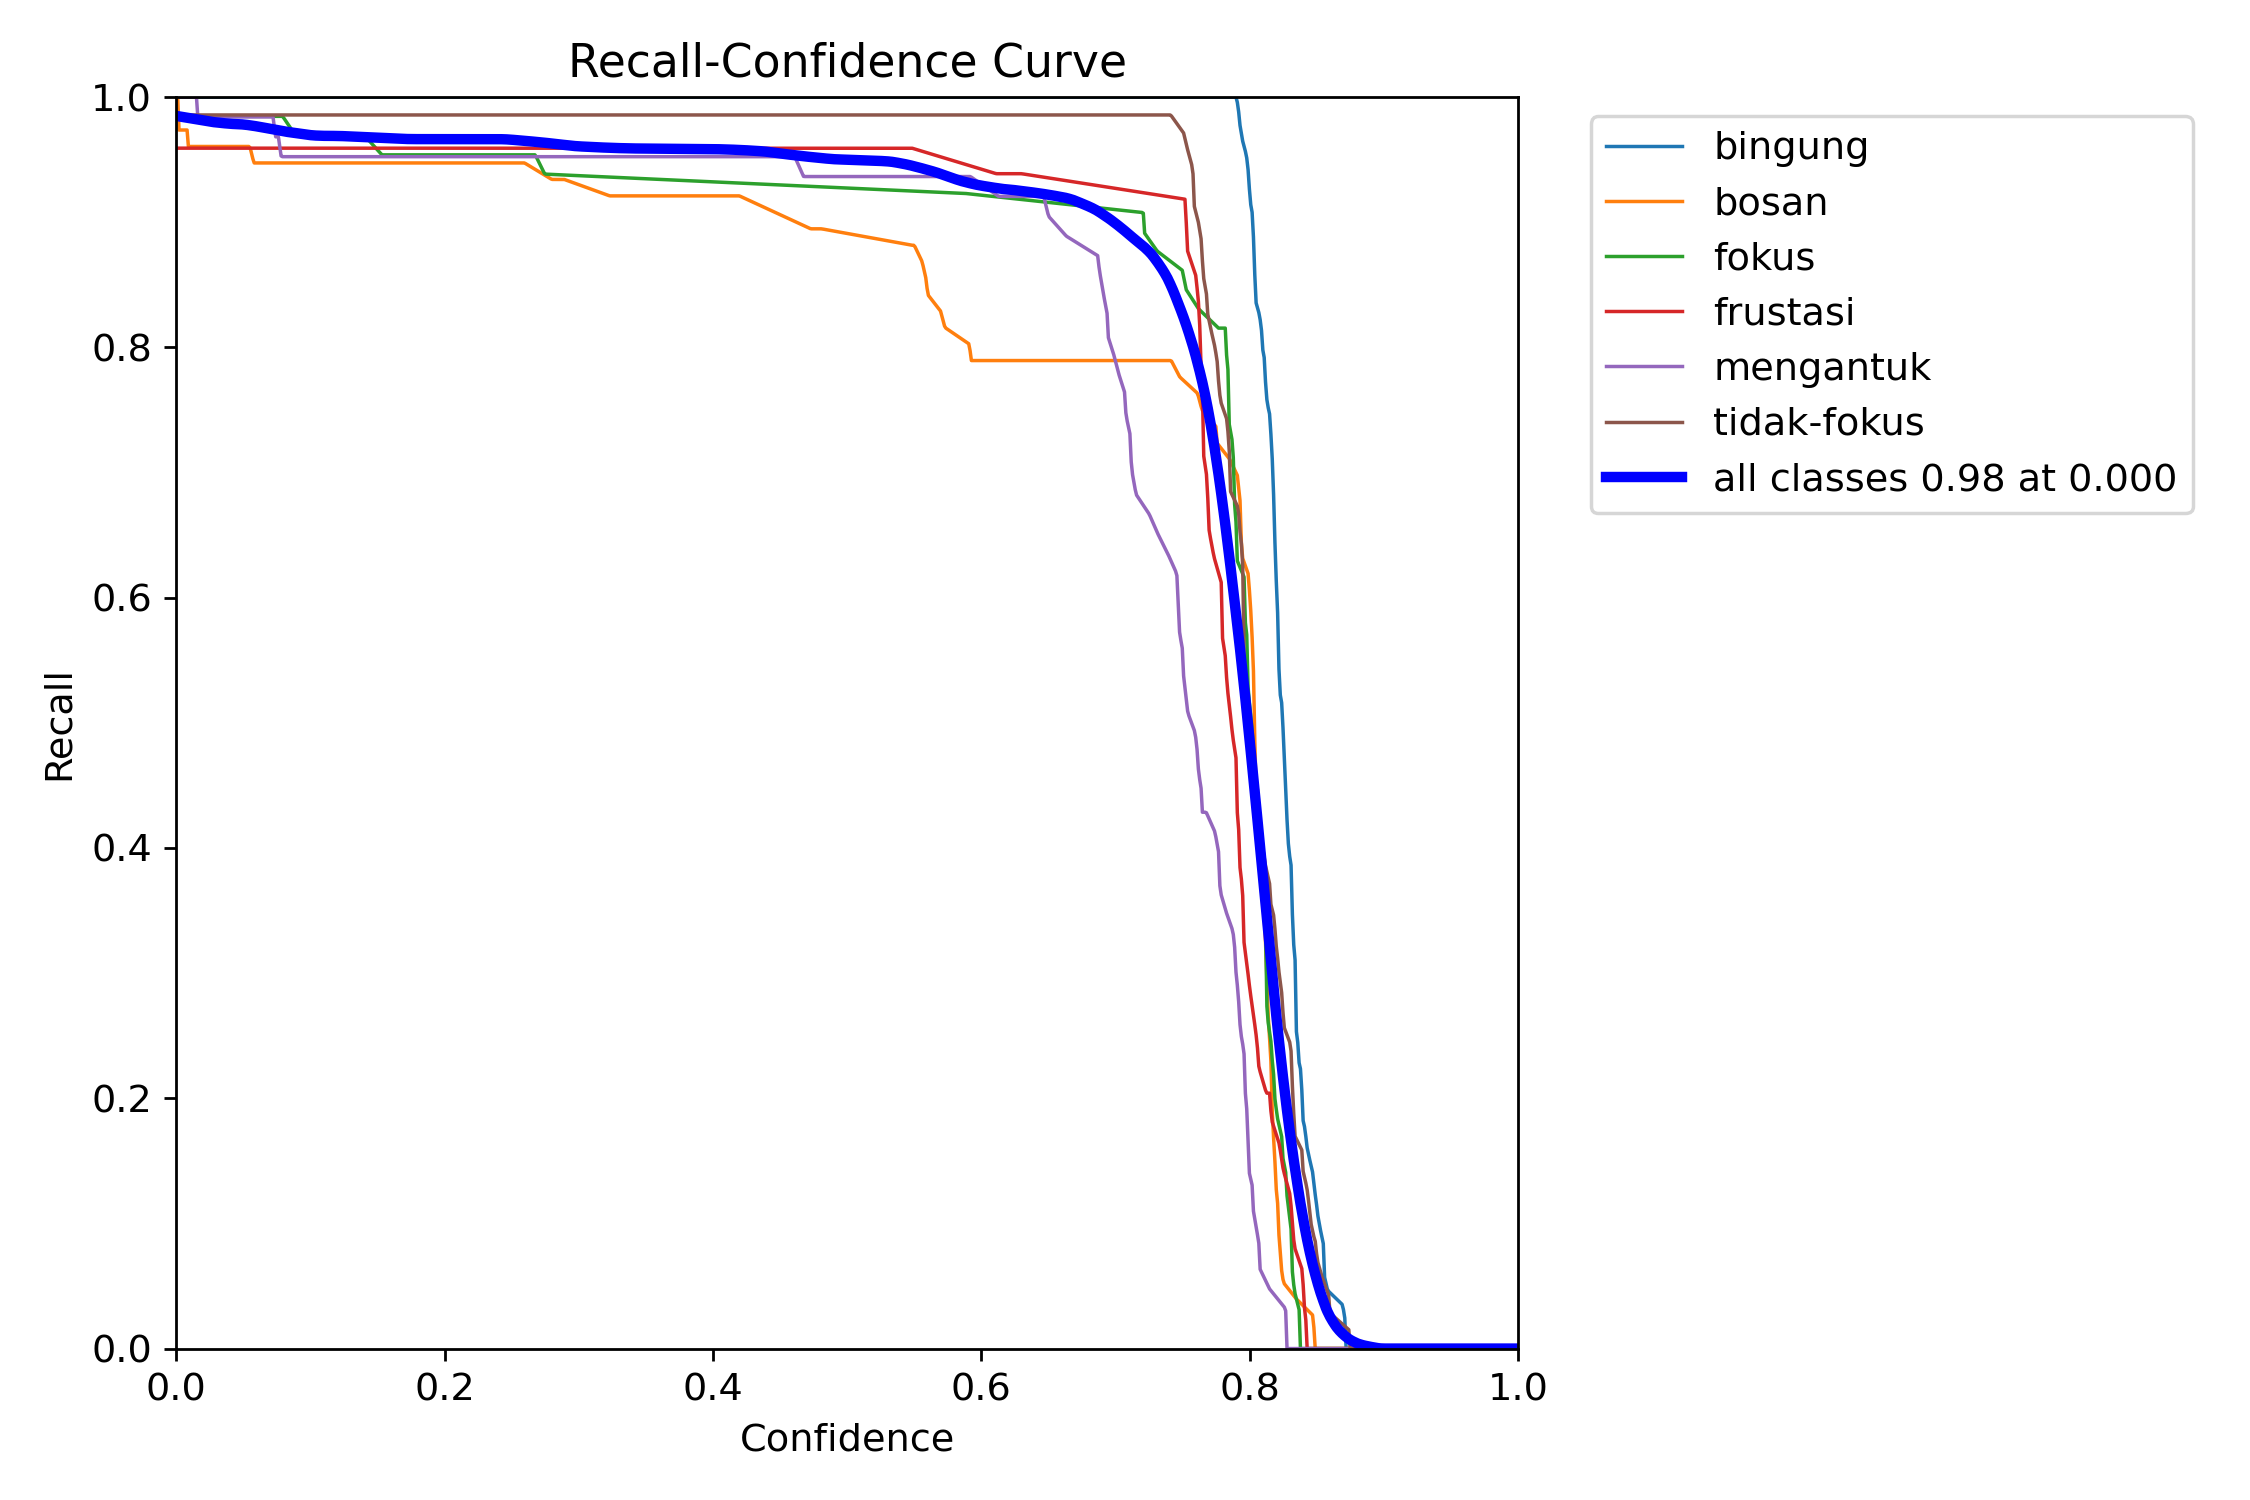 Recall-Confidence Curve
1.0
0.8
0.6
0.4
0.2
0.0
Recall
0.0
0.2
0.4
0.6
0.8
1.0
Confidence
bingung
bosan
fokus
frustasi
mengantuk
tidak-fokus
all classes 0.98 at 0.000